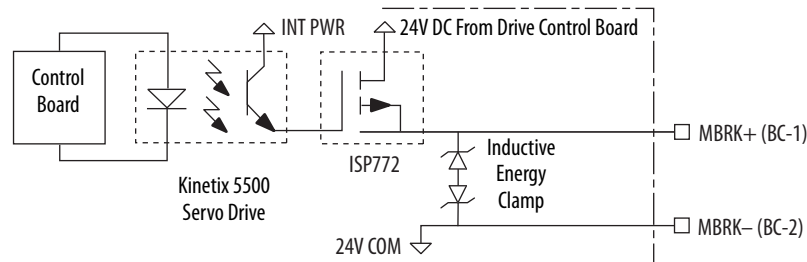 INT PWR
24V DC From Drive Control Board
Control
Board
MBRK+ (BC-1)
ISP772
Inductive
Energy
Clamp
Kinetix 5500
Servo Drive
MBRK– (BC-2)
24V COM